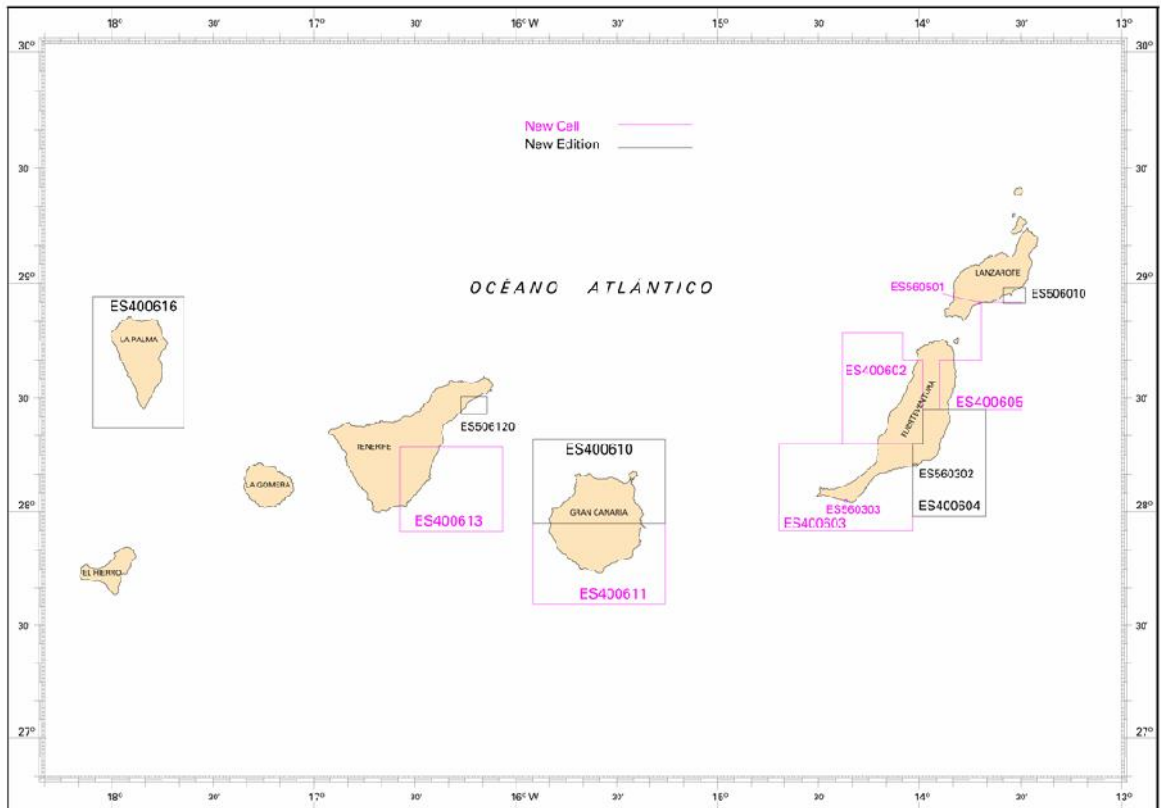 18° 30' 17° 30' 16° W 30' 15° 30' 14° 30' 13°
30° 30°
New Cell
New Edition
30' 30'
LANZAROTE
29° 29°
OCÉANO ATLÁNTICO
ES560601
ES506010
ES400616
LA PALMA
ES400602
30' 30'
FUERTEVENTURA
ES400605
ES506120
TENERIFE
ES400610
ES560302
LA GOMERA
ES400604
ES560303
GRAN CANARIA
28° 28°
ES400613
ES400603
EL HIERRO
ES400611
30' 30'
27° 27°
18° 30' 17° 30' 16° W 30' 15° 30' 14° 30' 13°